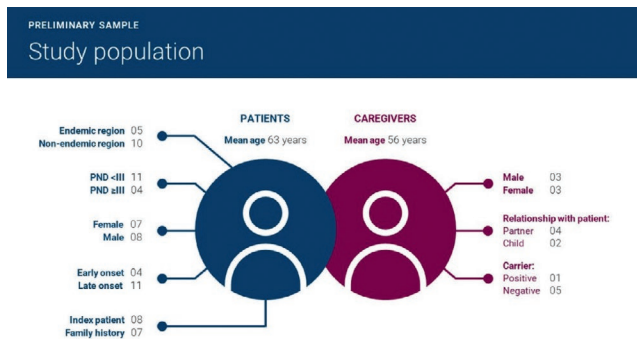 PRELIMINARY SAMPLE
Study population
PATIENTS
Mean age 63 years
Endemic region 05
Non-endemic region 10
PND <III 11
PND ≥III 04
Female 07
Male 08
Early onset 04
Late onset 11
Index patient 08
Family history 07
CAREGIVERS
Mean age 56 years
Male 03
Female 03
Relationship with patient:
Partner 04
Child 02
Carrier:
Positive 01
Negative 05